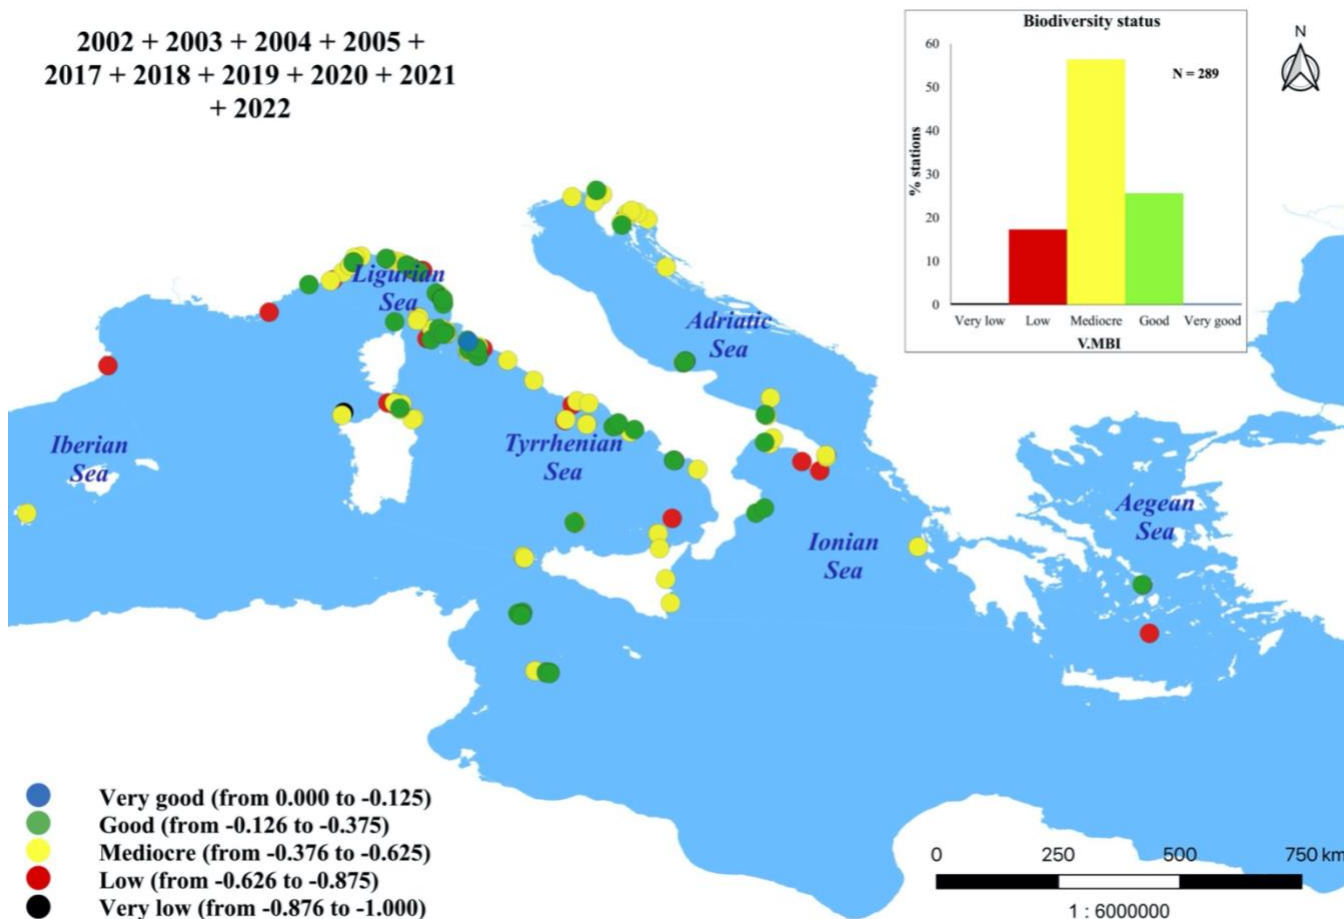 2002 + 2003 + 2004 + 2005 +
2017 + 2018 + 2019 + 2020 + 2021
+ 2022
Biodiversity status
N = 289
% stations
60
50
40
30
20
10
0
Very low
Low
Mediocre
Good
Very good
V.MBI
N
Ligurian
Sea
Adriatic
Sea
Iberian
Sea
Tyrrhenian
Sea
Ionian
Sea
Aegean
Sea
Very good (from 0.000 to -0.125)
Good (from -0.126 to -0.375)
Mediocre (from -0.376 to -0.625)
Low (from -0.626 to -0.875)
Very low (from -0.876 to -1.000)
0 250 500 750 km
1 : 6000000